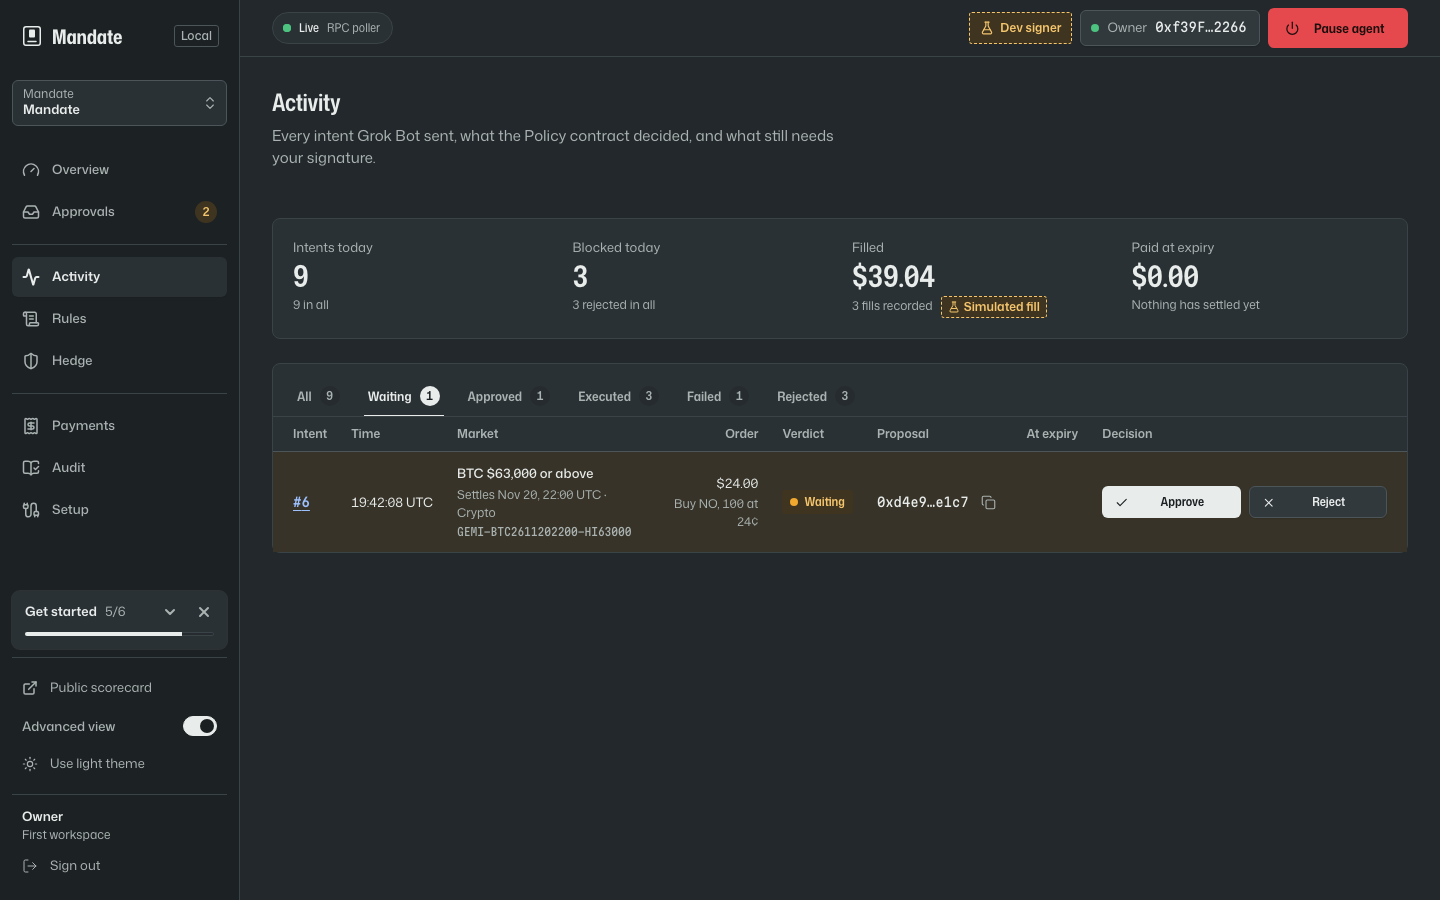 Mandate
Local
Mandate
Mandate
Overview
Approvals 2
Activity
Rules
Hedge
Payments
Audit
Setup
Get started 5/6
Public scorecard
Advanced view
Use light theme
Owner
First workspace
Sign out
Live RPC poller
Dev signer
Owner 0xf39F…2266
Pause agent
Activity
Every intent Grok Bot sent, what the Policy contract decided, and what still needs
your signature.
Intents today
9
9 in all
Blocked today
3
3 rejected in all
Filled
$39.04
3 fills recorded
Simulated fill
Paid at expiry
$0.00
Nothing has settled yet
All 9 Waiting 1 Approved 1 Executed 3 Failed 1 Rejected 3
Intent Time Market Order Verdict Proposal At expiry Decision
#6
19:42:08 UTC
BTC $63,000 or above
Settles Nov 20, 22:00 UTC ·
Crypto
GEMI-BTC2611202200-HI63000
$24.00
Buy NO, 100 at
24¢
Waiting
0xd4e9…e1c7
Approve
Reject